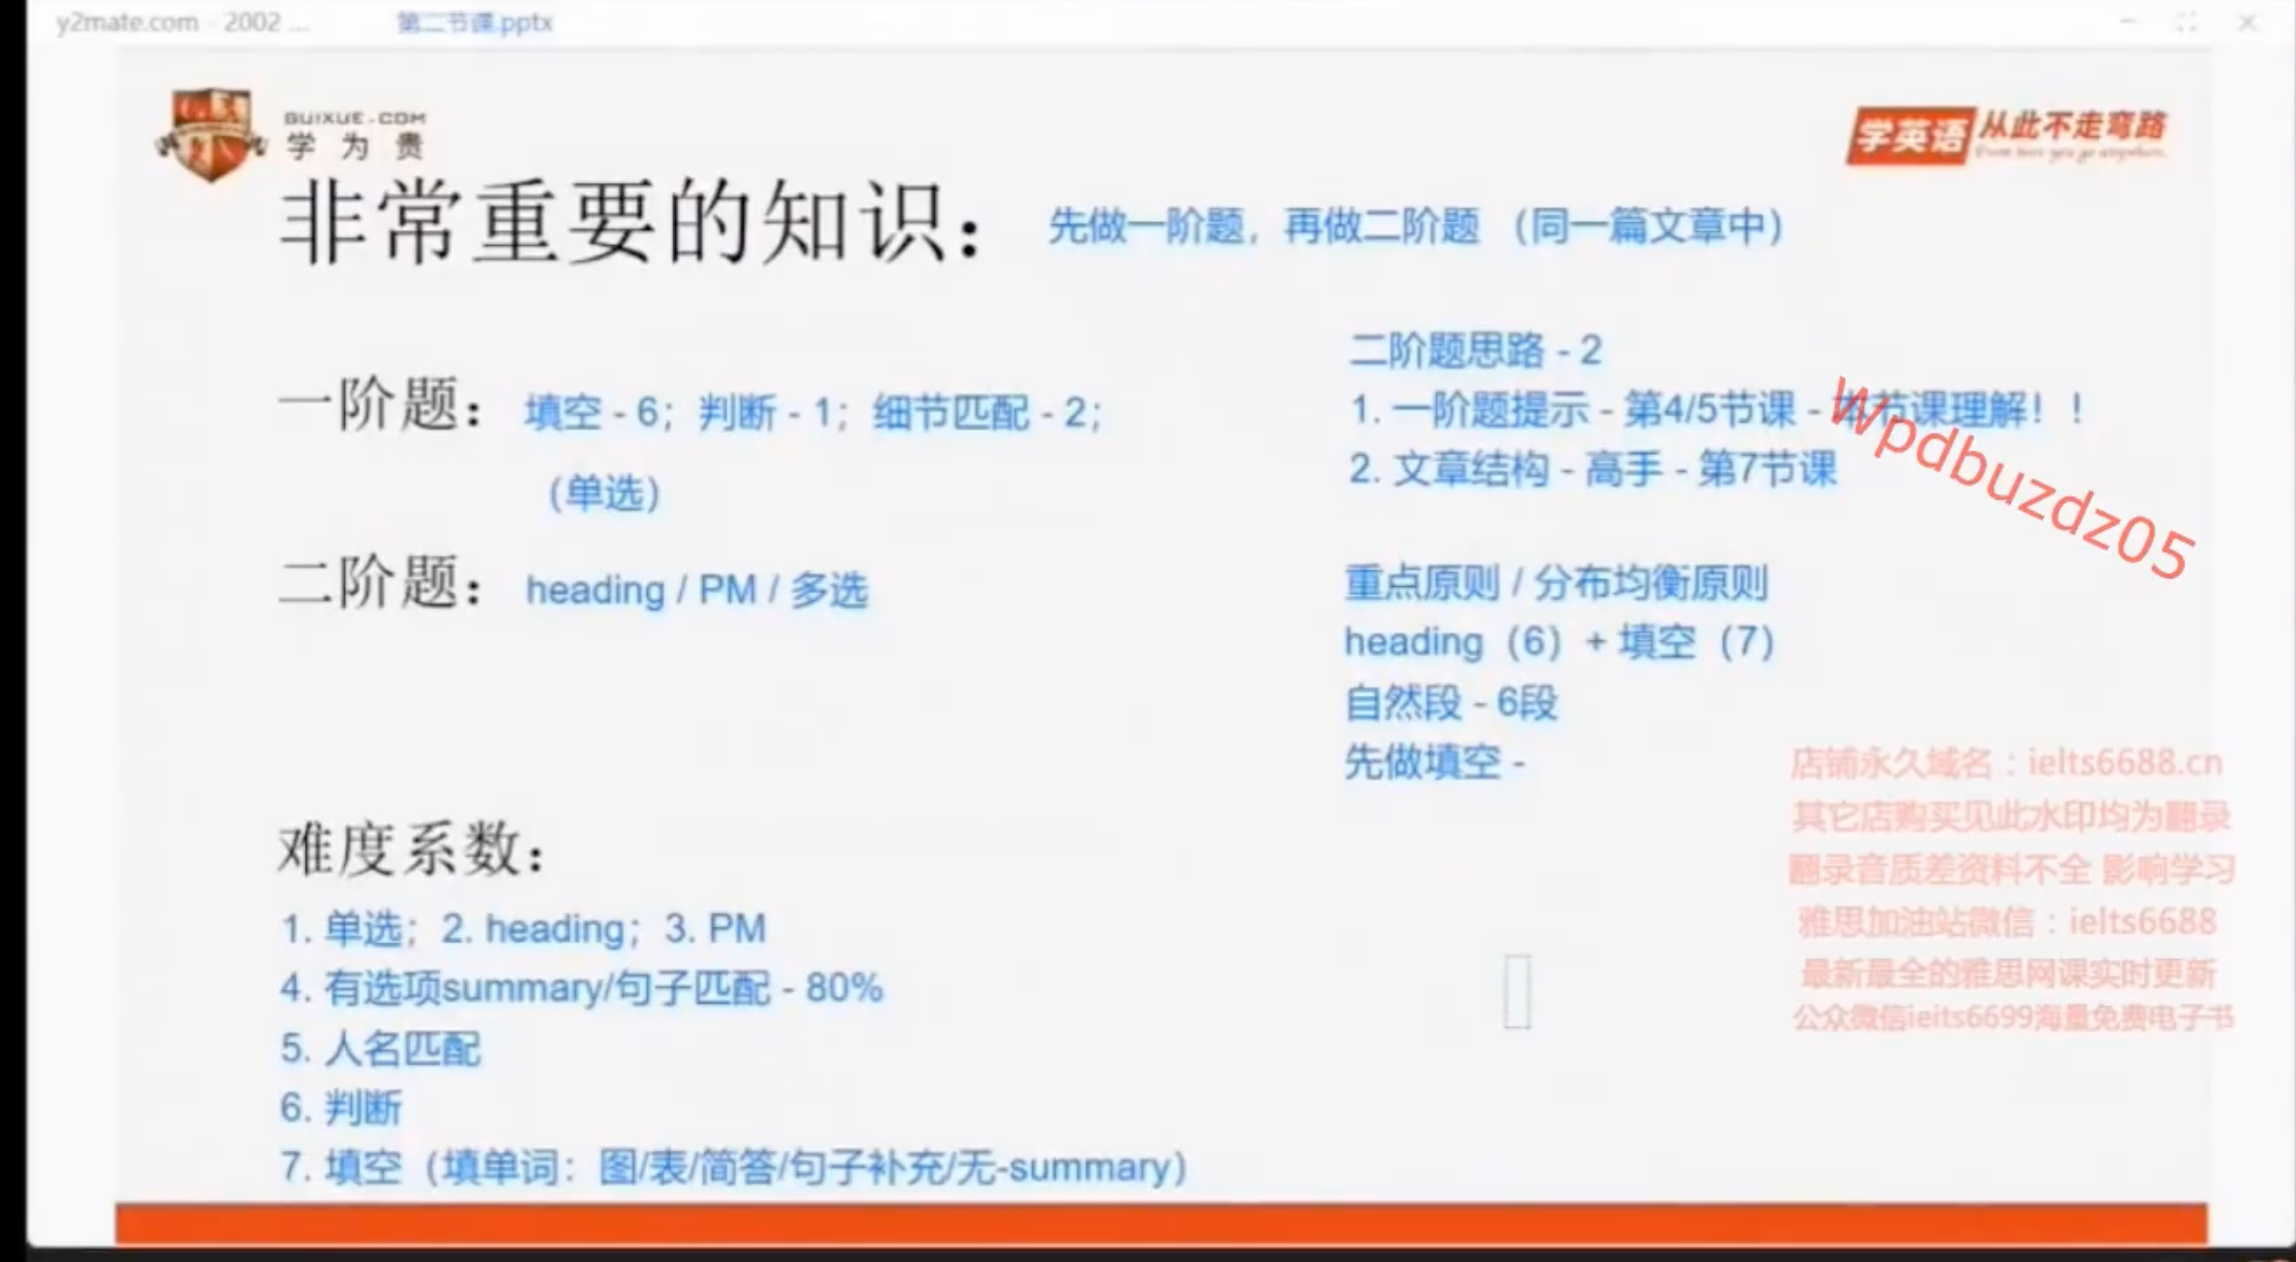 y2mate.com - 2002 ...
第二节课.pptx
GUIXUE.COM
学为贵
学英语
从此不走弯路
非常重要的知识：
先做一阶题，再做二阶题（同一篇文章中）
一阶题：
填空 - 6；判断 - 1；细节匹配 - 2；
（单选）
二阶题：
heading / PM / 多选
二阶题思路 - 2
1. 一阶题提示 - 第4/5节课 - 本节课理解！！
2. 文章结构 - 高手 - 第7节课
Wpdbuzdz05
重点原则 / 分布均衡原则
heading（6）+ 填空（7）
自然段 - 6段
先做填空 -
难度系数：
1. 单选；2. heading；3. PM
4. 有选项summary/句子匹配 - 80%
5. 人名匹配
6. 判断
7. 填空（填单词：图/表/简答/句子补充/无-summary）
店铺永久域名：ielts6688.cn
其它店购买见此水印均为翻录
翻录音质差资料不全 影响学习
雅思加油站微信：ielts6688
最新最全的雅思网课实时更新
公众微信ieits6699海量免费电子书